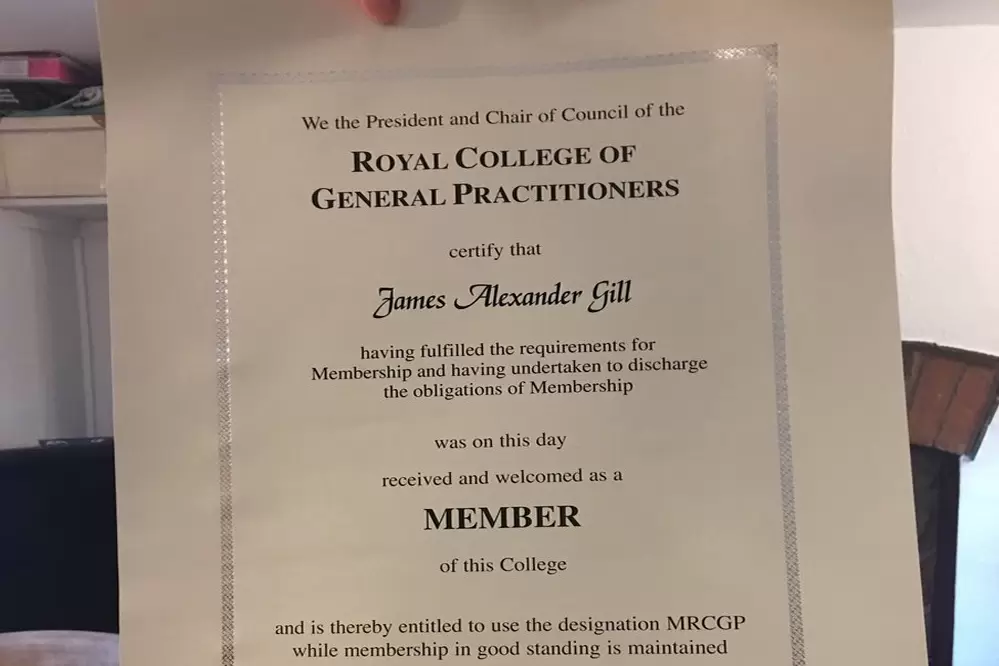 We the President and Chair of Council of the
ROYAL COLLEGE OF
GENERAL PRACTITIONERS
certify that
James Alexander Gill
having fulfilled the requirements for
Membership and having undertaken to discharge
the obligations of Membership
was on this day
received and welcomed as a
MEMBER
of this College
and is thereby entitled to use the designation MRCGP
while membership in good standing is maintained